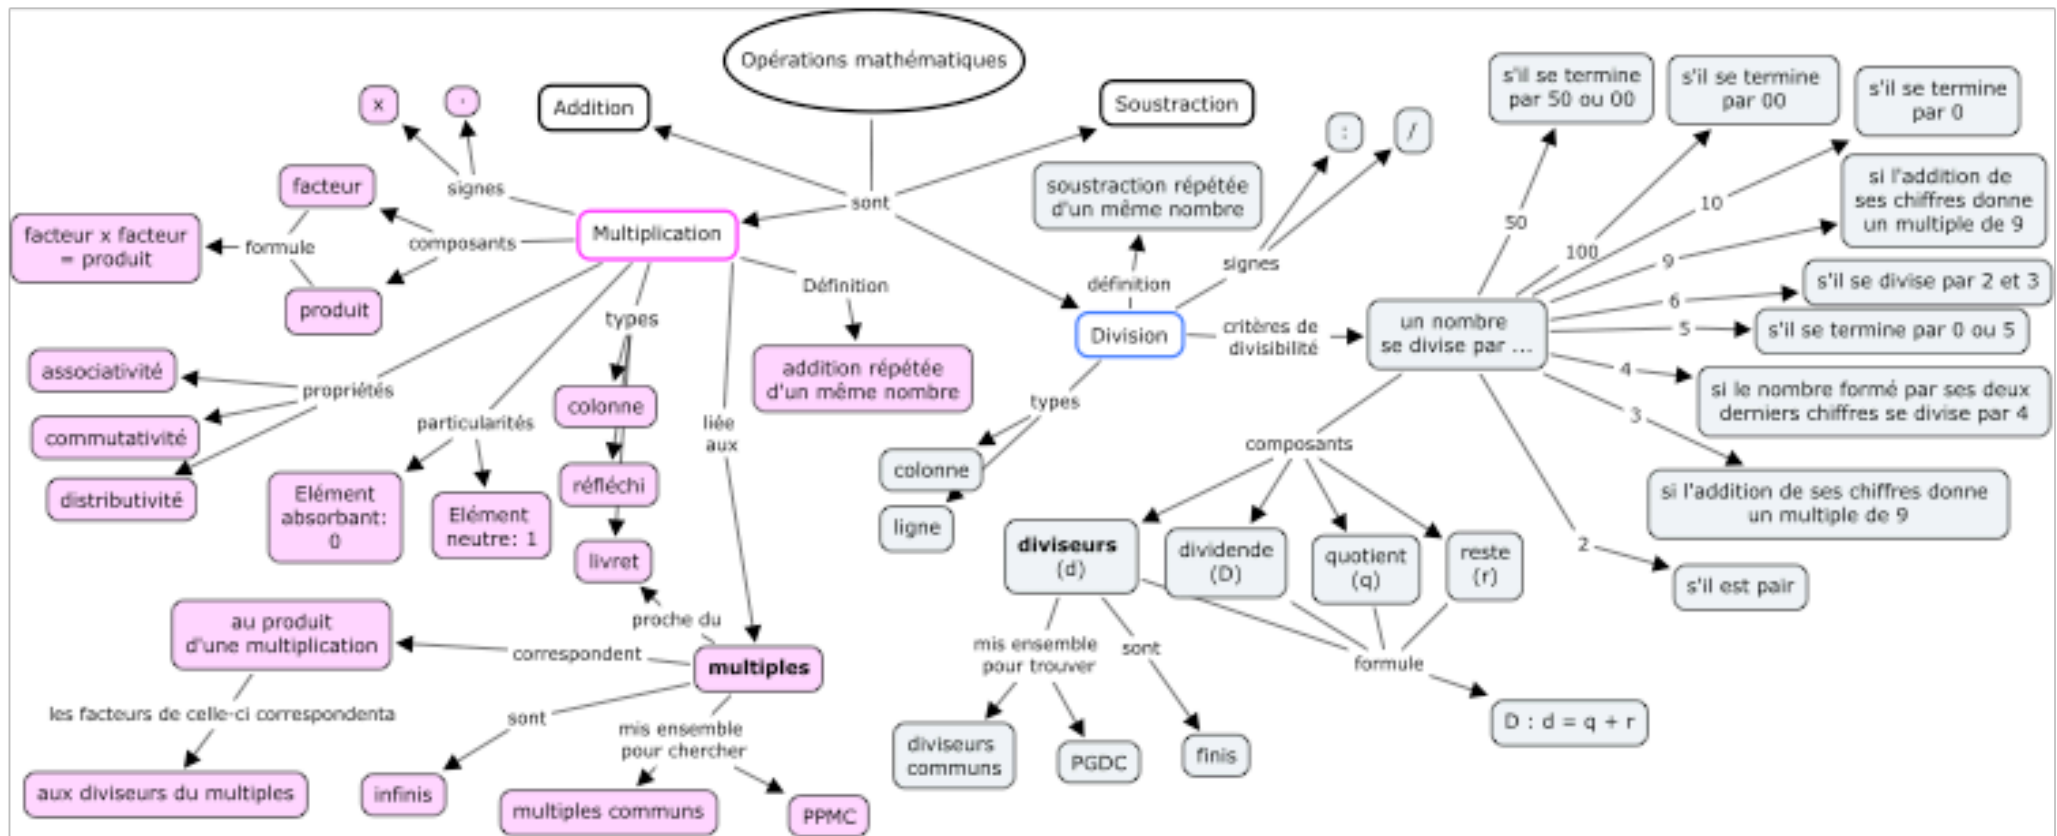 Opérations mathématiques
Addition
Soustraction
sont
x
·
signes
facteur
composants
formule
facteur x facteur
= produit
produit
Multiplication
Définition
addition répétée
d'un même nombre
types
colonne
réfléchi
livret
propriétés
associativité
commutativité
distributivité
particularités
Elément
absorbant:
0
Elément
neutre: 1
liée
aux
proche du
multiples
correspondent
au produit
d'une multiplication
les facteurs de celle-ci correspondenta
aux diviseurs du multiples
sont
infinis
mis ensemble
pour chercher
multiples communs
PPMC
soustraction répétée
d'un même nombre
définition
signes
:
/
Division
types
colonne
ligne
critères de
divisibilité
un nombre
se divise par ...
50
s'il se termine
par 50 ou 00
100
s'il se termine
par 00
10
s'il se termine
par 0
9
si l'addition de
ses chiffres donne
un multiple de 9
6
s'il se divise par 2 et 3
5
s'il se termine par 0 ou 5
4
si le nombre formé par ses deux
derniers chiffres se divise par 4
3
si l'addition de ses chiffres donne
un multiple de 9
2
s'il est pair
composants
diviseurs
(d)
dividende
(D)
quotient
(q)
reste
(r)
mis ensemble
pour trouver
sont
formule
diviseurs
communs
PGDC
finis
D : d = q + r